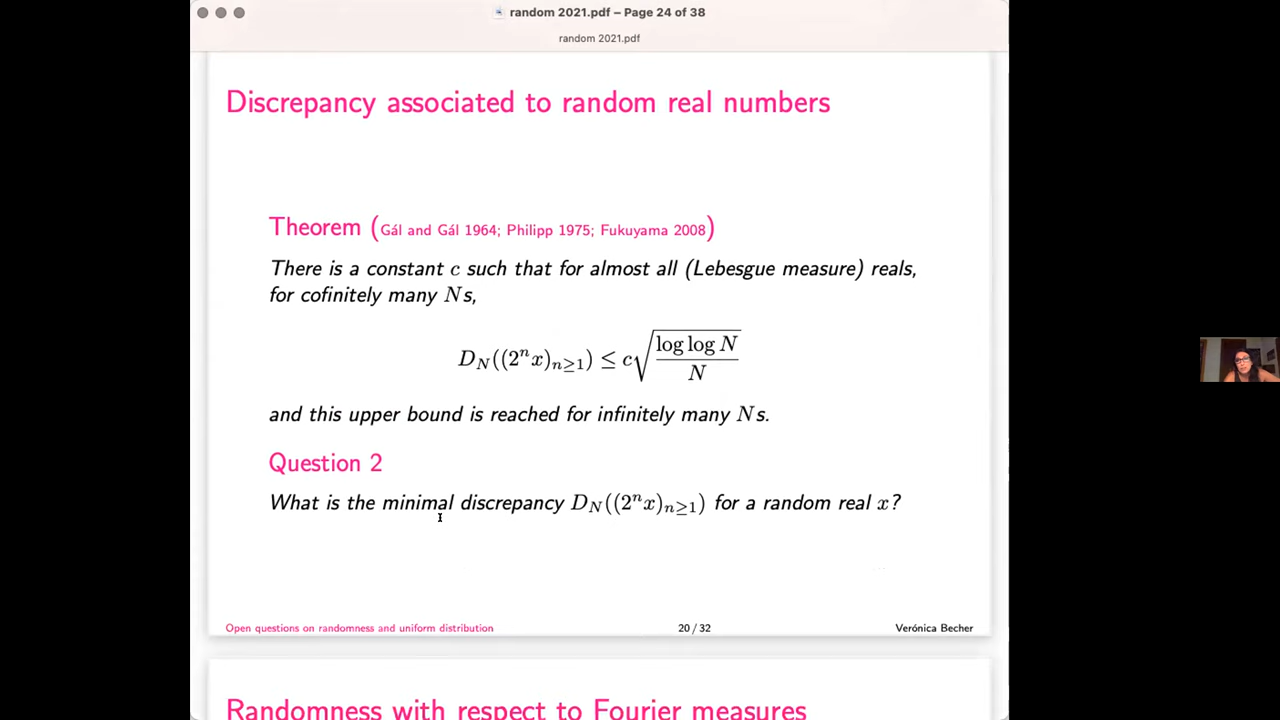 random 2021.pdf – Page 24 of 38
random 2021.pdf
Discrepancy associated to random real numbers
Theorem (Gál and Gál 1964; Philipp 1975; Fukuyama 2008)
There is a constant c such that for almost all (Lebesgue measure) reals,
for cofinitely many Ns,
D_N((2^n x)_{n≥1}) ≤ c√(log log N / N)
and this upper bound is reached for infinitely many Ns.
Question 2
What is the minimal discrepancy D_N((2^n x)_{n≥1}) for a random real x?
Open questions on randomness and uniform distribution 20 / 32 Verónica Becher
Randomness with respect to Fourier measures